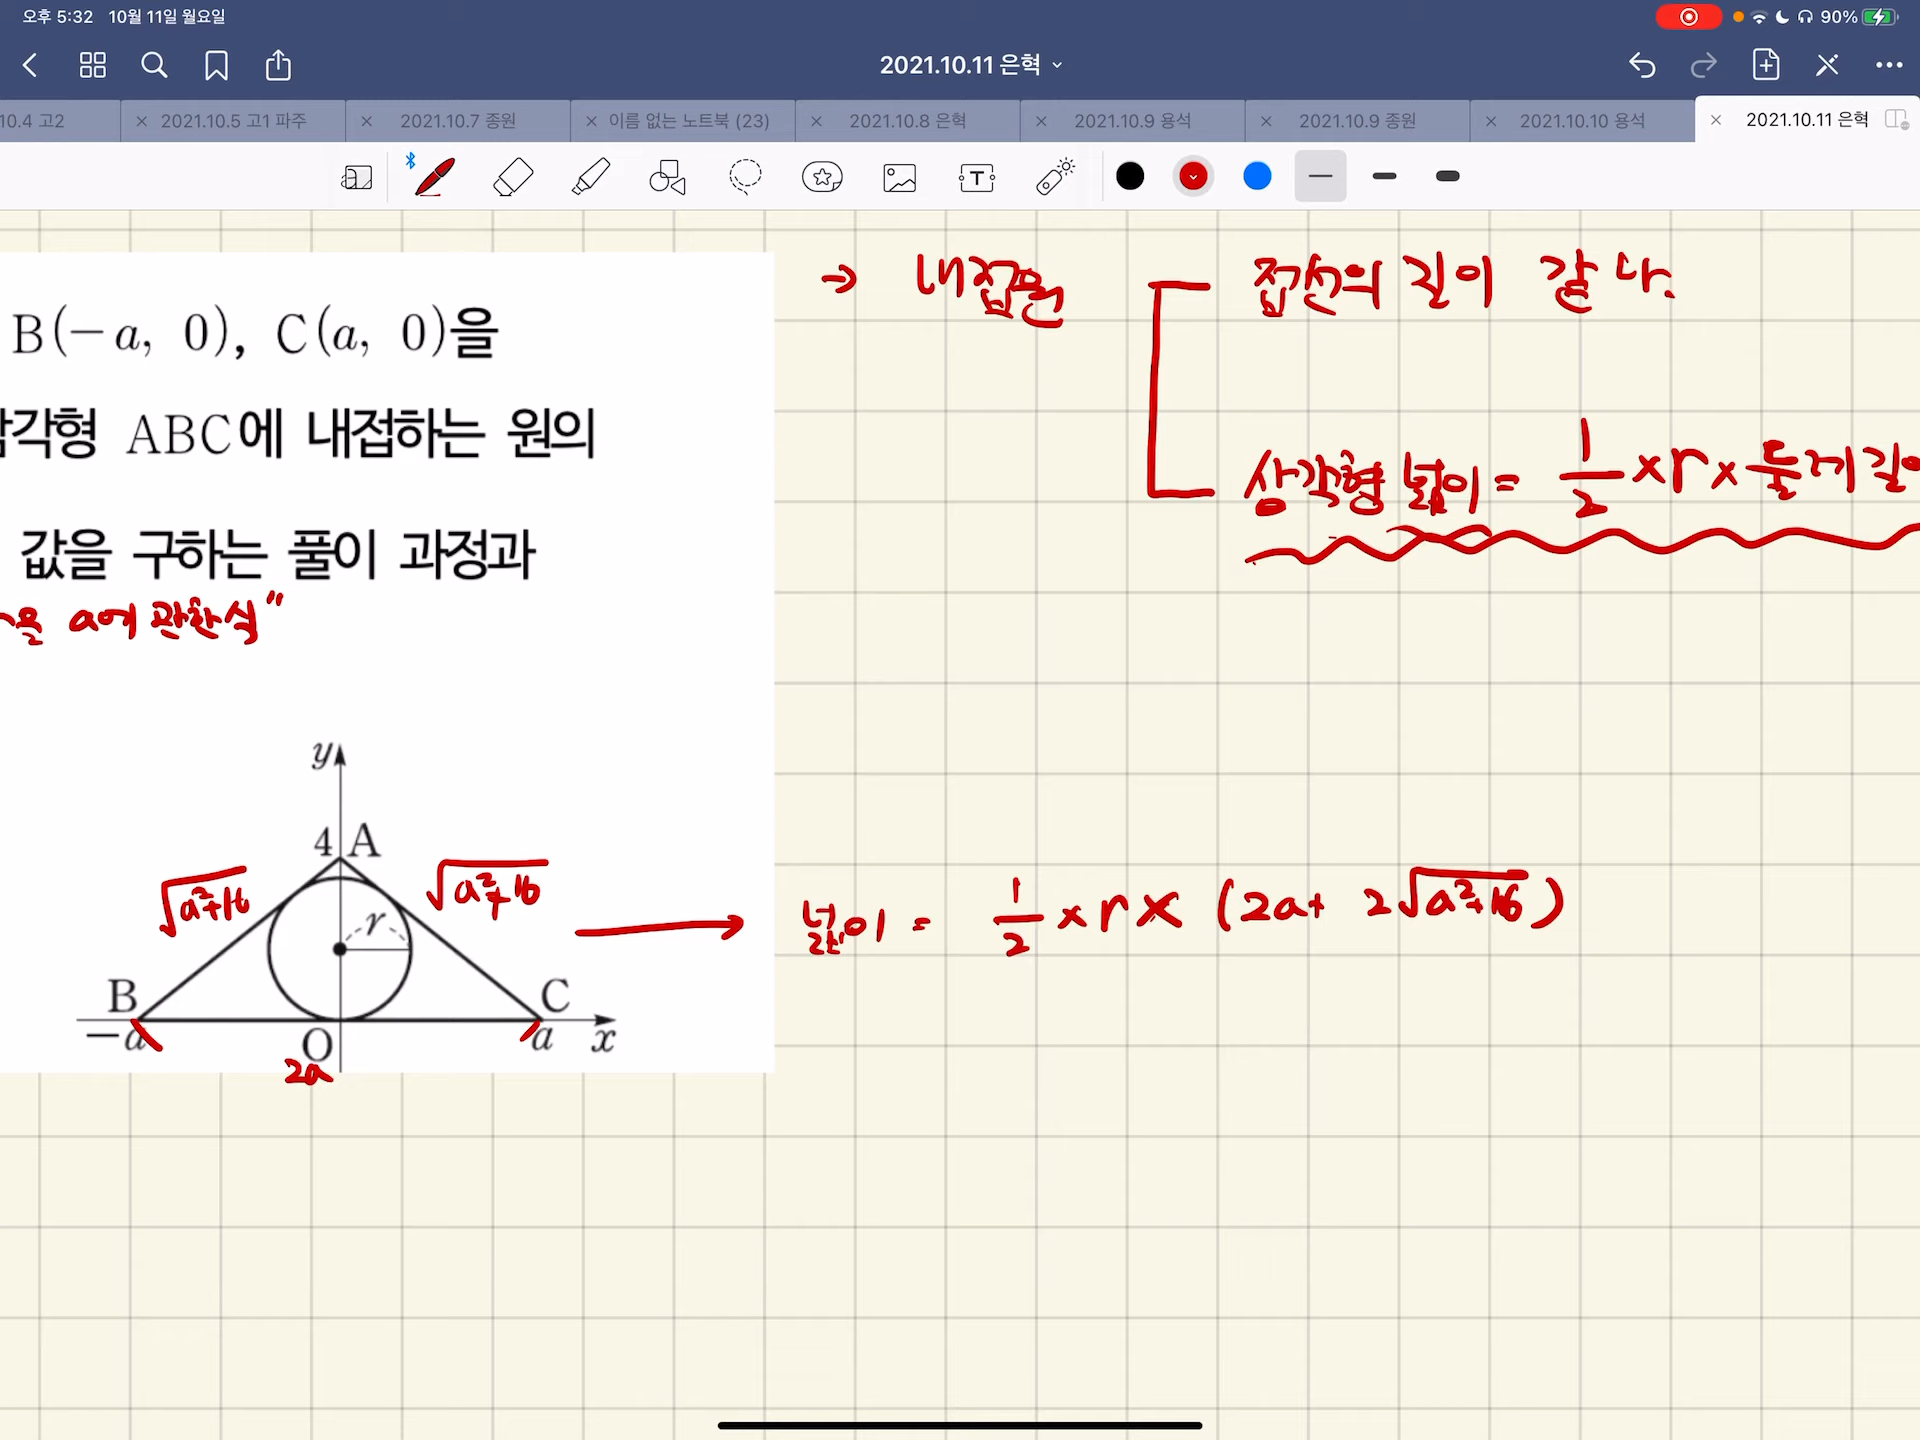 오후 5:32 10월 11일 월요일
90%
2021.10.11 은혁
10.4 고2
2021.10.5 고1 파주
2021.10.7 종원
이름 없는 노트북 (23)
2021.10.8 은혁
2021.10.9 용석
2021.10.9 종원
2021.10.10 용석
2021.10.11 은혁
→ 내접원
접선의 길이 같다.
삼각형 넓이 = 1/2 × r × 둘레 길이
B(−a, 0), C(a, 0)을
삼각형 ABC에 내접하는 원의
값을 구하는 풀이 과정과
a에 관한 식"
y
4 A
√a²+16
√a²+16
r
넓이 = 1/2 × r × (2a + 2√a²+16)
B
C
−a
O
a
x
2a